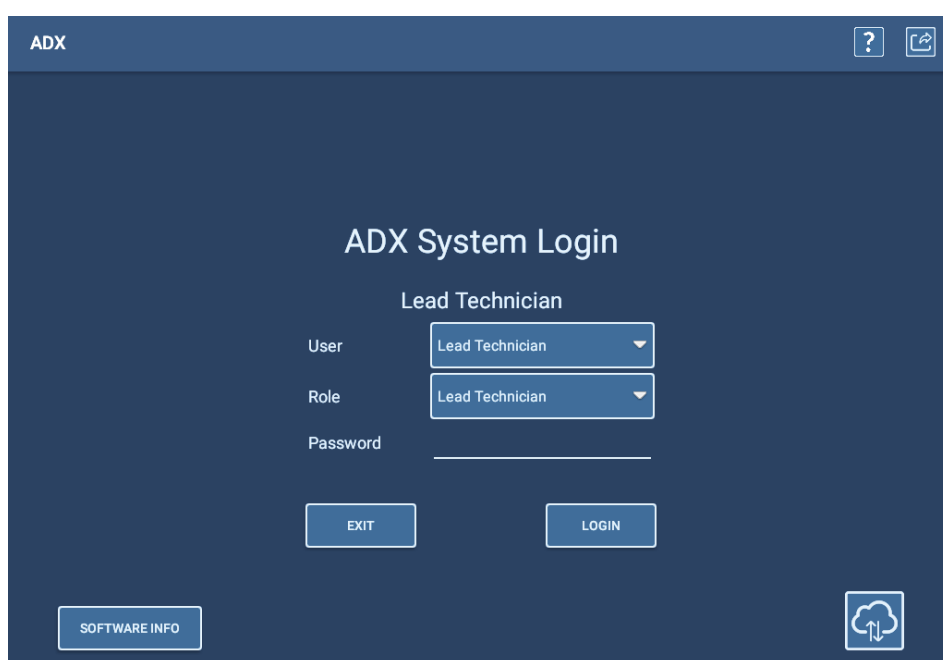 ADX
?
ADX System Login
Lead Technician
User Lead Technician
Role Lead Technician
Password
EXIT LOGIN
SOFTWARE INFO